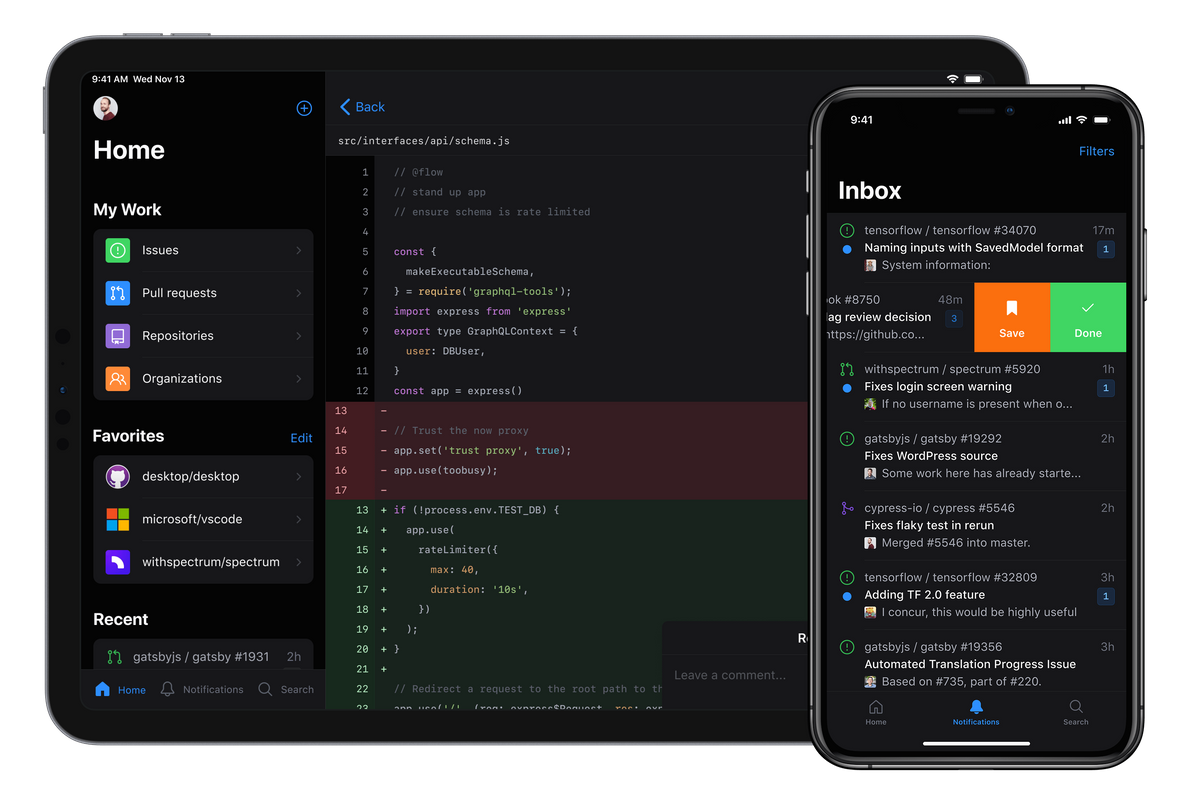 9:41 AM Wed Nov 13
Home
My Work
Issues
Pull requests
Repositories
Organizations
Favorites
Edit
desktop/desktop
microsoft/vscode
withspectrum/spectrum
Recent
gatsbyjs / gatsby #1931 2h
Home Notifications Search
Back
src/interfaces/api/schema.js
1 // @flow
2 // stand up app
3 // ensure schema is rate limited
4
5 const {
6 makeExecutableSchema,
7 } = require('graphql-tools');
8 import express from 'express'
9 export type GraphQLContext = {
10 user: DBUser,
11 }
12 const app = express()
13 -
14 - // Trust the now proxy
15 - app.set('trust proxy', true);
16 - app.use(toobusy);
17 -
13 + if (!process.env.TEST_DB) {
14 + app.use(
15 + rateLimiter({
16 + max: 40,
17 + duration: '10s',
18 + })
19 + );
20 + }
21 +
22 // Redirect a request to the root path to th
23 app.use('/', (req: express$Request, res: exp
Leave a comment...
9:41
Filters
Inbox
tensorflow / tensorflow #34070 17m
Naming inputs with SavedModel format 1
System information:
ok #8750 48m
ag review decision 3
https://github.co...
Save
Done
withspectrum / spectrum #5920 1h
Fixes login screen warning 1
If no username is present when o...
gatsbyjs / gatsby #19292 2h
Fixes WordPress source
Some work here has already starte...
cypress-io / cypress #5546 2h
Fixes flaky test in rerun
Merged #5546 into master.
tensorflow / tensorflow #32809 3h
Adding TF 2.0 feature 1
I concur, this would be highly useful
gatsbyjs / gatsby #19356 3h
Automated Translation Progress Issue
Based on #735, part of #220.
Home Notifications Search